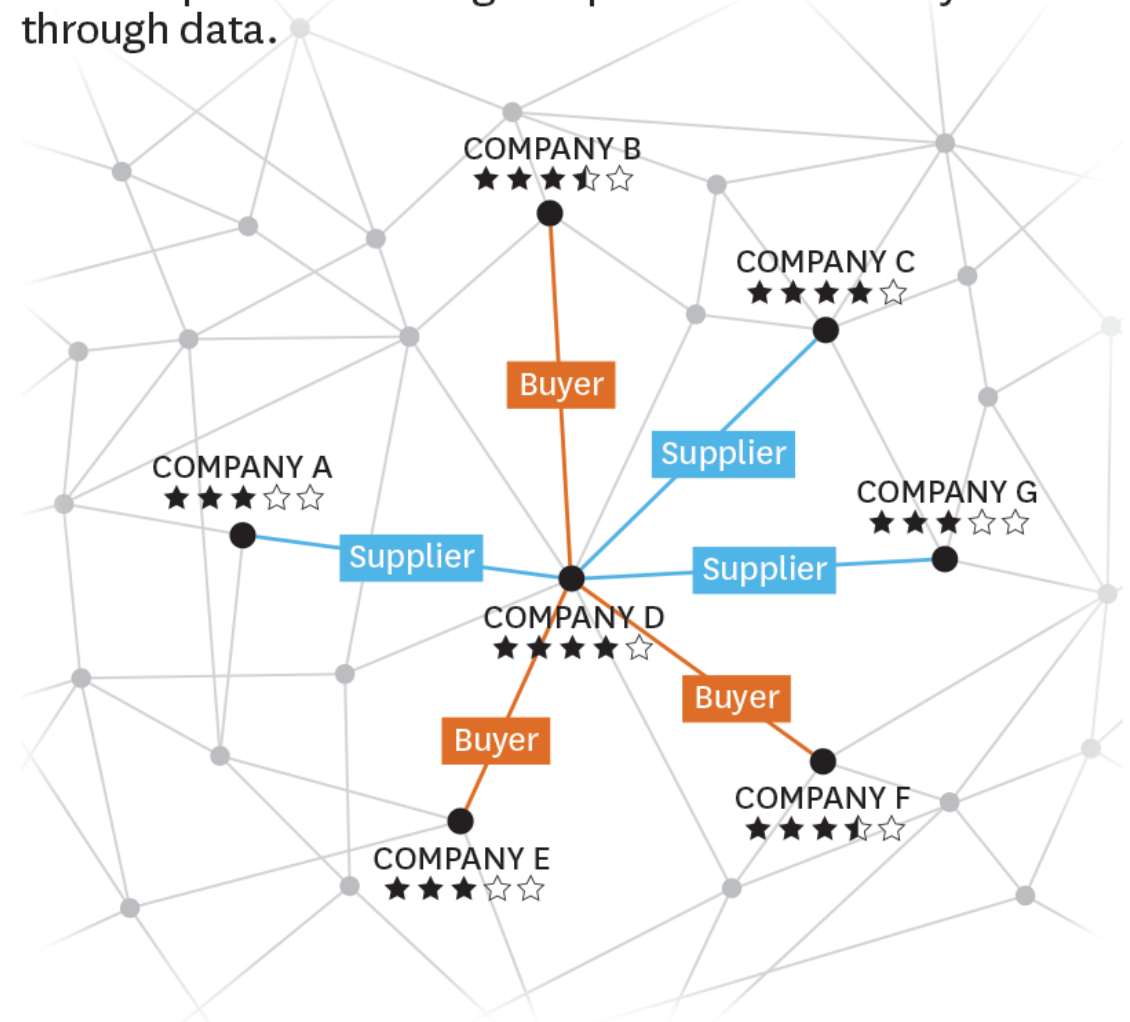 through data.
COMPANY B
COMPANY C
Buyer
Supplier
COMPANY A
COMPANY G
Supplier
Supplier
COMPANY D
Buyer
Buyer
COMPANY F
COMPANY E